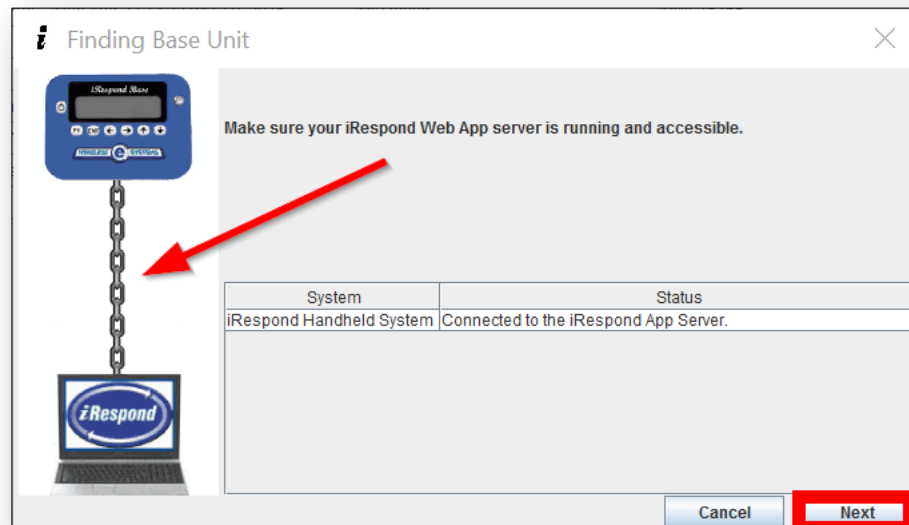 Finding Base Unit
iRespond Base
Make sure your iRespond Web App server is running and accessible.
System Status
iRespond Handheld System Connected to the iRespond App Server.
iRespond
Cancel Next